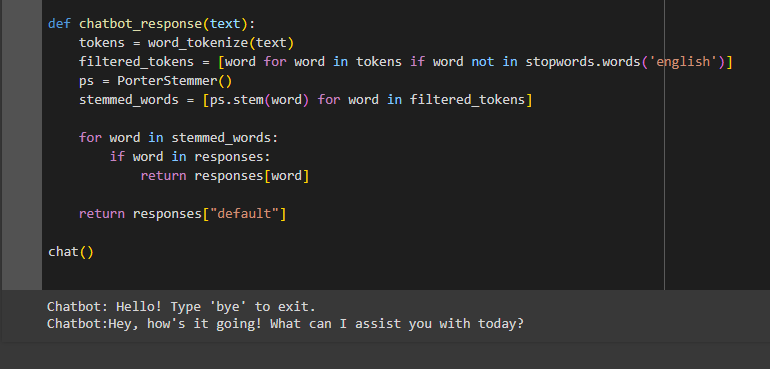 def chatbot_response(text):
    tokens = word_tokenize(text)
    filtered_tokens = [word for word in tokens if word not in stopwords.words('english')]
    ps = PorterStemmer()
    stemmed_words = [ps.stem(word) for word in filtered_tokens]
    for word in stemmed_words:
        if word in responses:
            return responses[word]
    return responses["default"]
chat()
Chatbot: Hello! Type 'bye' to exit.
Chatbot:Hey, how's it going! What can I assist you with today?